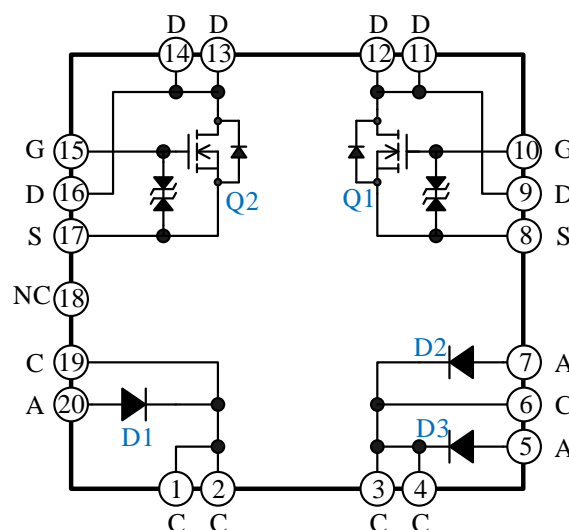 D D D D
14 13 12 11
G 15 10 G
D 16 Q2 Q1 9 D
S 17 8 S
NC 18
C 19 D2 7 A
A 20 6 C
D1 D3 5 A
1 2 3 4
C C C C